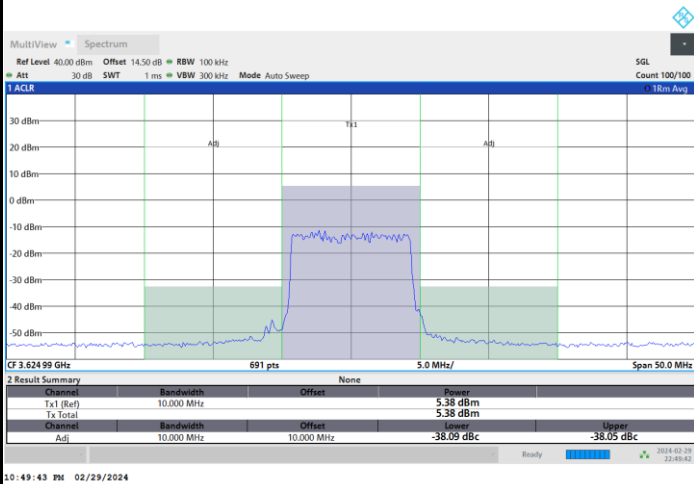 MultiView Spectrum
Ref Level 40.00 dBm Offset 14.50 dB RBW 100 kHz SGL
Att 30 dB SWT 1 ms VBW 300 kHz Mode Auto Sweep Count 100/100
1 ACLR 1Rm Avg
30 dBm
Tx1
20 dBm
Adj Adj
10 dBm
0 dBm
-10 dBm
-20 dBm
-30 dBm
-40 dBm
-50 dBm
CF 3.62499 GHz 691 pts 5.0 MHz/ Span 50.0 MHz
2 Result Summary None
Channel Bandwidth Offset Power
Tx1 (Ref) 10.000 MHz 5.38 dBm
Tx Total 5.38 dBm
Channel Bandwidth Offset Lower Upper
Adj 10.000 MHz 10.000 MHz -38.09 dBc -38.05 dBc
Ready 2024-02-29
22:49:42
10:49:43 PM 02/29/2024